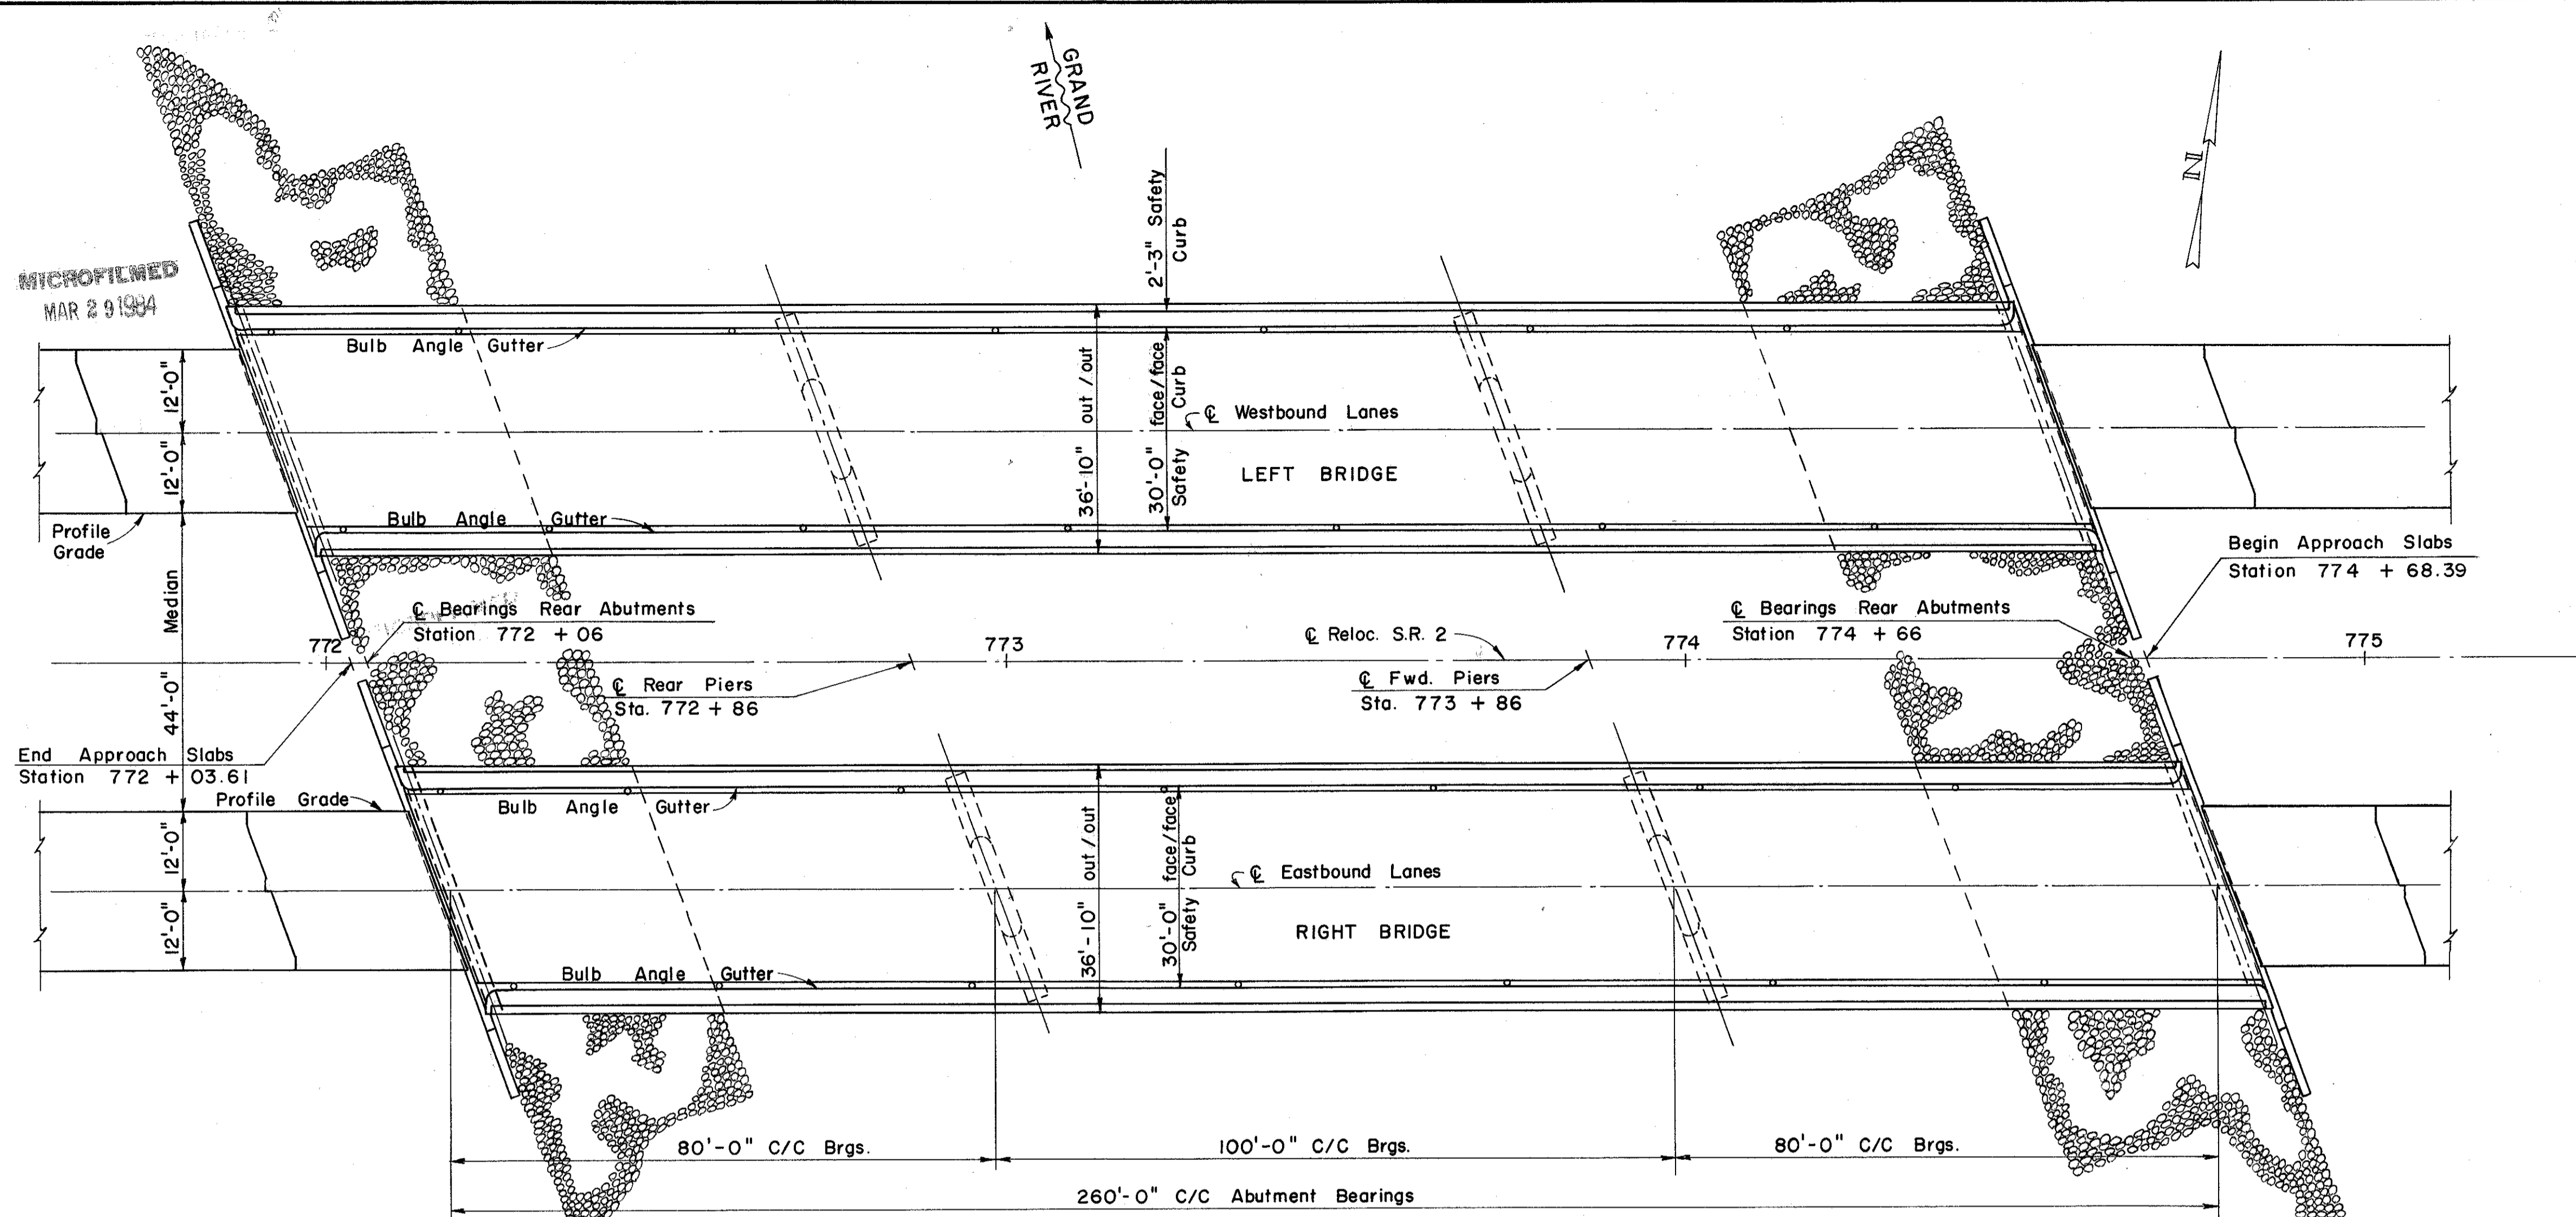 GRAND
RIVER
N
MICROFILMED
MAR 29 1984
2'-3" Safety
Curb
Bulb Angle Gutter
12'-0"
12'-0"
36'-10" out / out
30'-0" face/face
Safety Curb
℄ Westbound Lanes
LEFT BRIDGE
Bulb Angle Gutter
Profile
Grade
Begin Approach Slabs
Station 774 + 68.39
℄ Bearings Rear Abutments
Station 772 + 06
℄ Bearings Rear Abutments
Station 774 + 66
44'-0" Median
772
773
℄ Reloc. S.R. 2
774
775
℄ Rear Piers
Sta. 772 + 86
℄ Fwd. Piers
Sta. 773 + 86
End Approach Slabs
Station 772 + 03.61
Profile Grade
Bulb Angle Gutter
12'-0"
12'-0"
36'-10" out / out
30'-0" face/face
Safety Curb
℄ Eastbound Lanes
RIGHT BRIDGE
Bulb Angle Gutter
80'-0" C/C Brgs.
100'-0" C/C Brgs.
80'-0" C/C Brgs.
260'-0" C/C Abutment Bearings